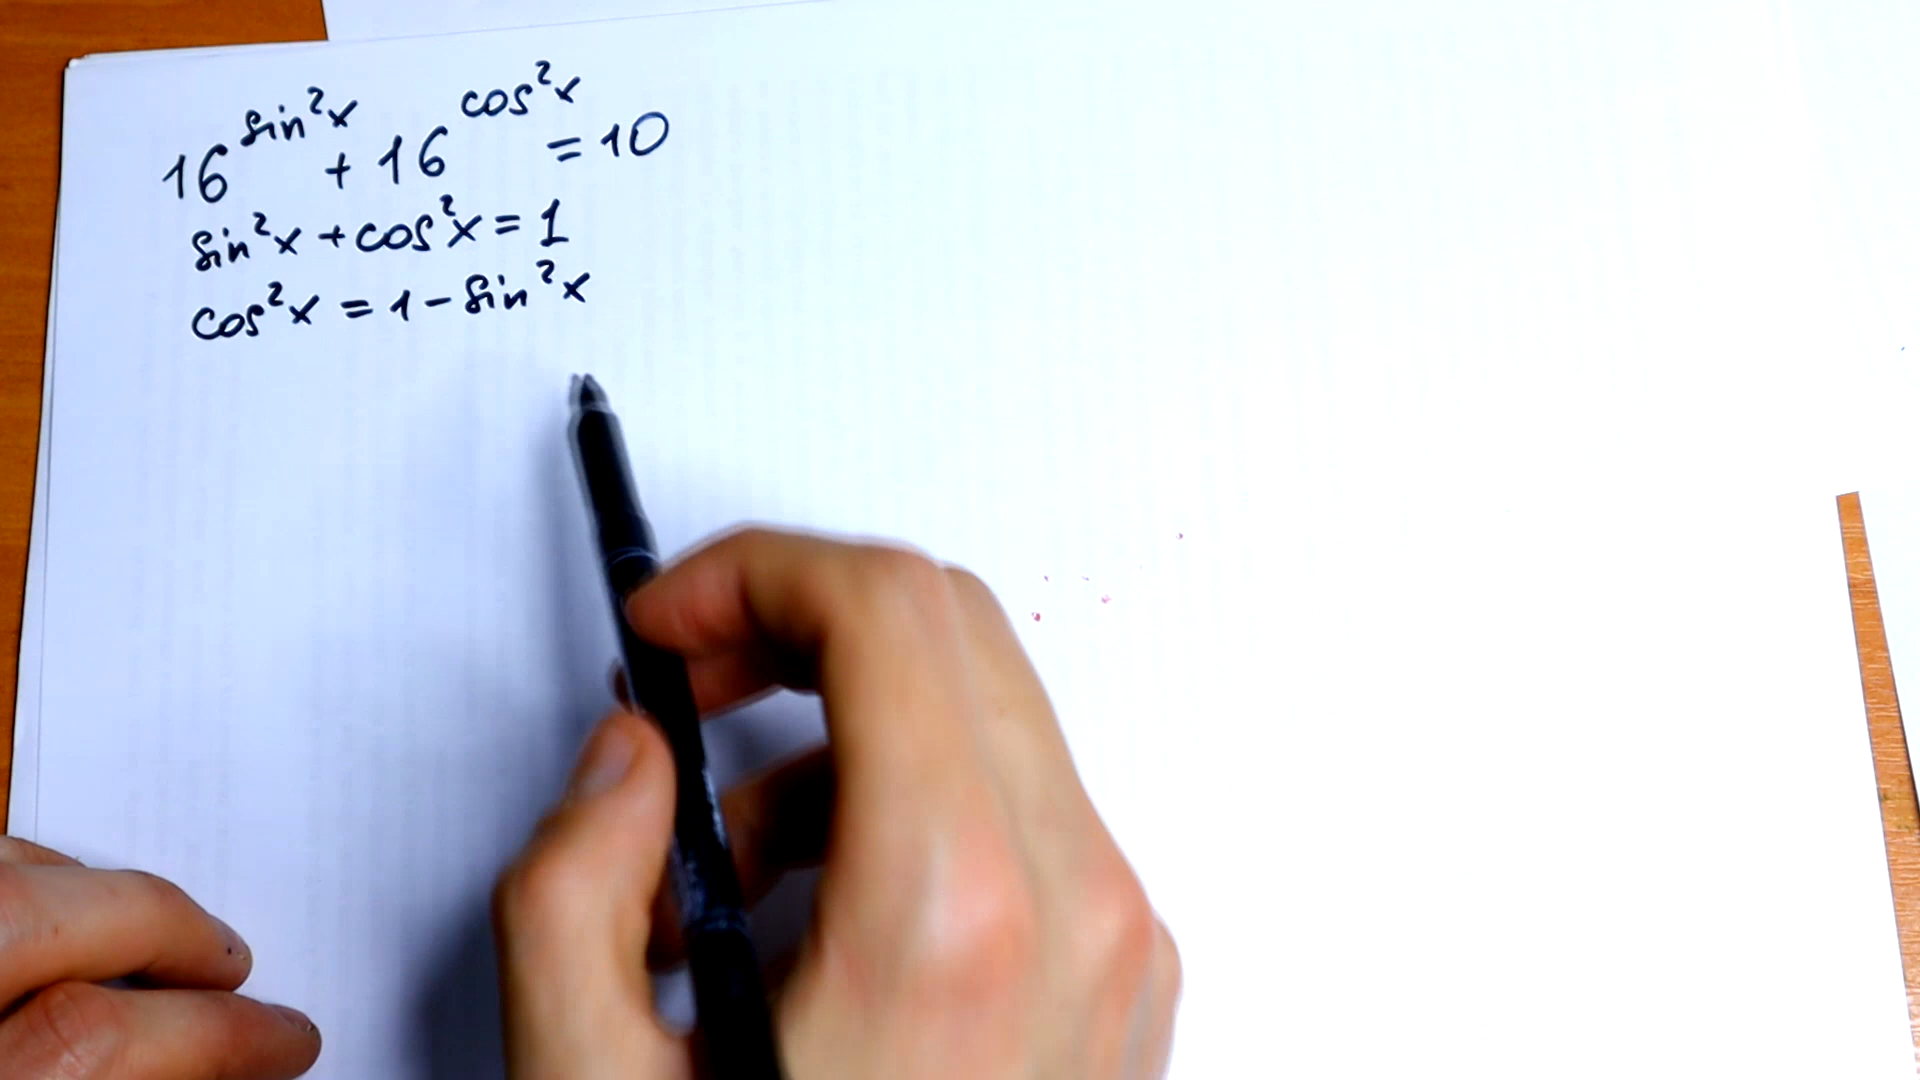 16^{sin²x} + 16^{cos²x} = 10
sin²x + cos²x = 1
cos²x = 1 - sin²x